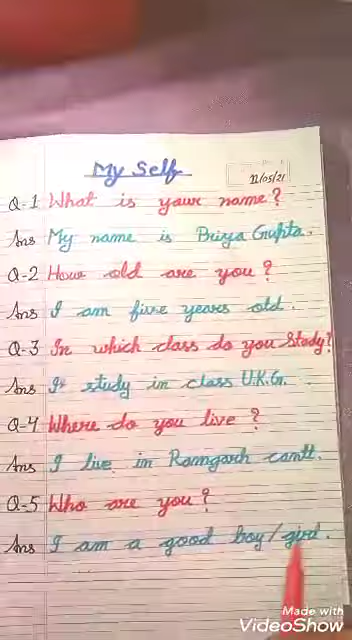 My Self
11/05/21
Q-1 What is your name?
Ans My name is Priya Gupta.
Q-2 How old are you?
Ans I am five years old.
Q-3 In which class do you Study?
Ans I study in class U.K.G.
Q-4 Where do you live?
Ans I live in Ramgarh cantt.
Q-5 Who are you?
Ans I am a good boy/girl.
Made with
VideoShow